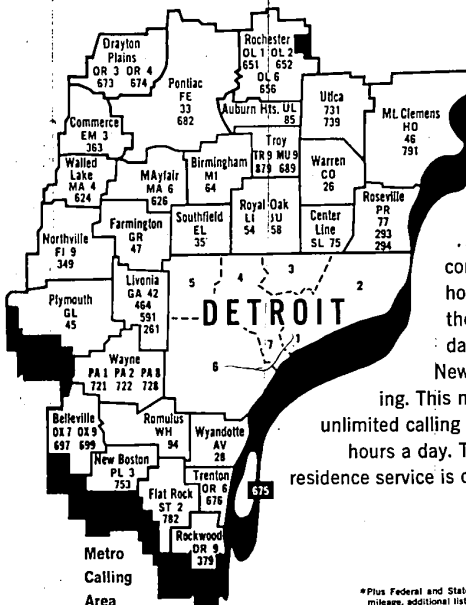 Drayton
Plains
OR 3 OR 4
673 674
Rochester
OL 1 OL 2
651 652
OL 6
656
Pontiac
FE
33
682
Auburn Hts. UL
85
Utica
731
739
Mt. Clemens
HO
46
791
Commerce
EM 3
363
Walled
Lake
MA 4
624
MAyfair
MA 6
626
Birmingham
MI
64
Troy
TR 9 MU 9
879 689
Warren
CO
26
Roseville
PR
77
293
294
Northville
FI 9
349
Farmington
GR
47
Southfield
EL
35
Royal Oak
LI JU
54 58
Center
Line
SL 75
Plymouth
GL
45
Livonia
GA 42
464
591
261
5 4 3 2
DETROIT
6 7 1
Wayne
PA 1 PA 2 PA 8
721 722 728
Belleville
OX 7 OX 9
697 699
Romulus
WH
94
Wyandotte
AV
28
New Boston
PL 3
753
Flat Rock
ST 2
782
Trenton
OR 6
676
675
Rockwood
DR 9
379
Metro
Calling
Area
con
ho
the
da
New
ing. This m
unlimited calling
hours a day. T
residence service is c
*Plus Federal and Stat
mileage, additional list